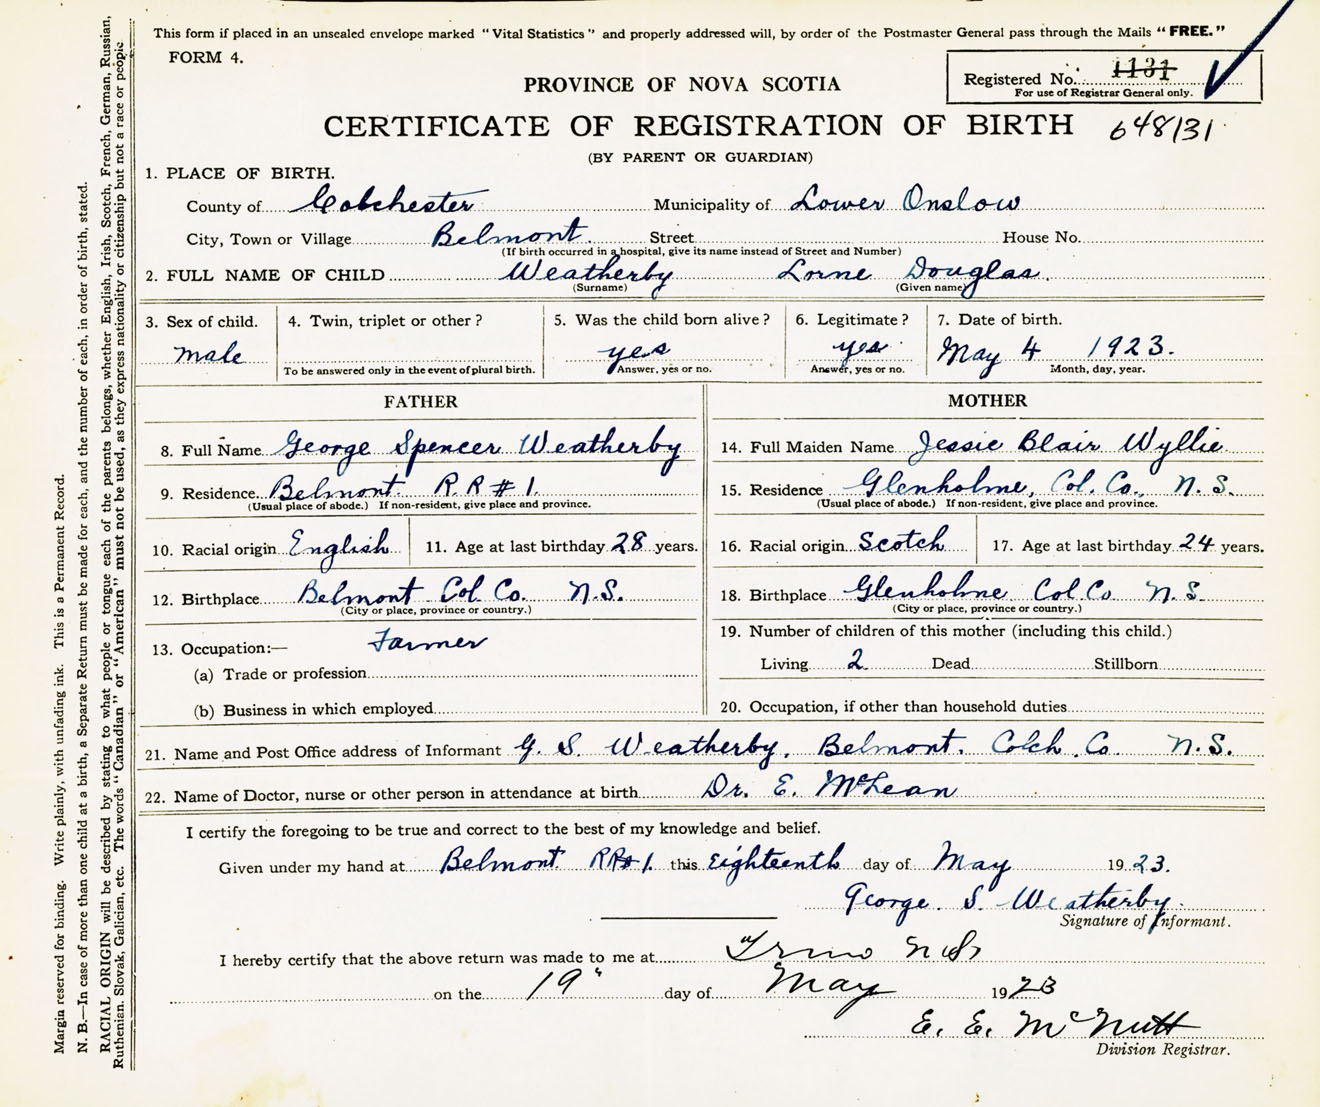 This form if placed in an unsealed envelope marked "Vital Statistics" and properly addressed will, by order of the Postmaster General pass through the Mails "FREE."
FORM 4.
PROVINCE OF NOVA SCOTIA
Registered No. 1131
For use of Registrar General only.
CERTIFICATE OF REGISTRATION OF BIRTH 648131
(BY PARENT OR GUARDIAN)
1. PLACE OF BIRTH.
County of Colchester Municipality of Lower Onslow
City, Town or Village Belmont. Street House No.
(If birth occurred in a hospital, give its name instead of Street and Number)
2. FULL NAME OF CHILD Weatherby Lorne Douglas.
(Surname) (Given name)
3. Sex of child. 4. Twin, triplet or other? 5. Was the child born alive? 6. Legitimate? 7. Date of birth.
male yes yes May 4 1923.
To be answered only in the event of plural birth. Answer, yes or no. Answer, yes or no. Month, day, year.
FATHER MOTHER
8. Full Name George Spencer Weatherby 14. Full Maiden Name Jessie Blair Wyllie
9. Residence Belmont. R.R # 1. 15. Residence Glenholme, Col. Co., N.S.
(Usual place of abode.) If non-resident, give place and province. (Usual place of abode.) If non-resident, give place and province.
10. Racial origin English 11. Age at last birthday 28 years. 16. Racial origin Scotch 17. Age at last birthday 24 years.
12. Birthplace Belmont Col. Co. N.S. 18. Birthplace Glenholme Col Co N.S.
(City or place, province or country.) (City or place, province or country.)
19. Number of children of this mother (including this child.)
13. Occupation:— Farmer
Living 2 Dead Stillborn
(a) Trade or profession
(b) Business in which employed 20. Occupation, if other than household duties
21. Name and Post Office address of Informant G. S. Weatherby, Belmont. Colch. Co. N.S.
22. Name of Doctor, nurse or other person in attendance at birth Dr. E. McLean
I certify the foregoing to be true and correct to the best of my knowledge and belief.
Given under my hand at Belmont RR#1. this Eighteenth day of May 1923.
George. S. Weatherby.
Signature of Informant.
I hereby certify that the above return was made to me at Truro N.S.
on the 19" day of May 1923
E. E. McNutt
Division Registrar.
Margin reserved for binding. Write plainly, with unfading ink. This is a Permanent Record.
N. B.—In case of more than one child at a birth, a Separate Return must be made for each, and the number of each, in order of birth, stated.
RACIAL ORIGIN will be described by stating to what people or tongue each of the parents belongs, whether English, Irish, Scotch, French, German, Russian,
Ruthenian, Slovak, Galician, etc. The words "Canadian" or "American" must not be used, as they express nationality or citizenship but not a race or people